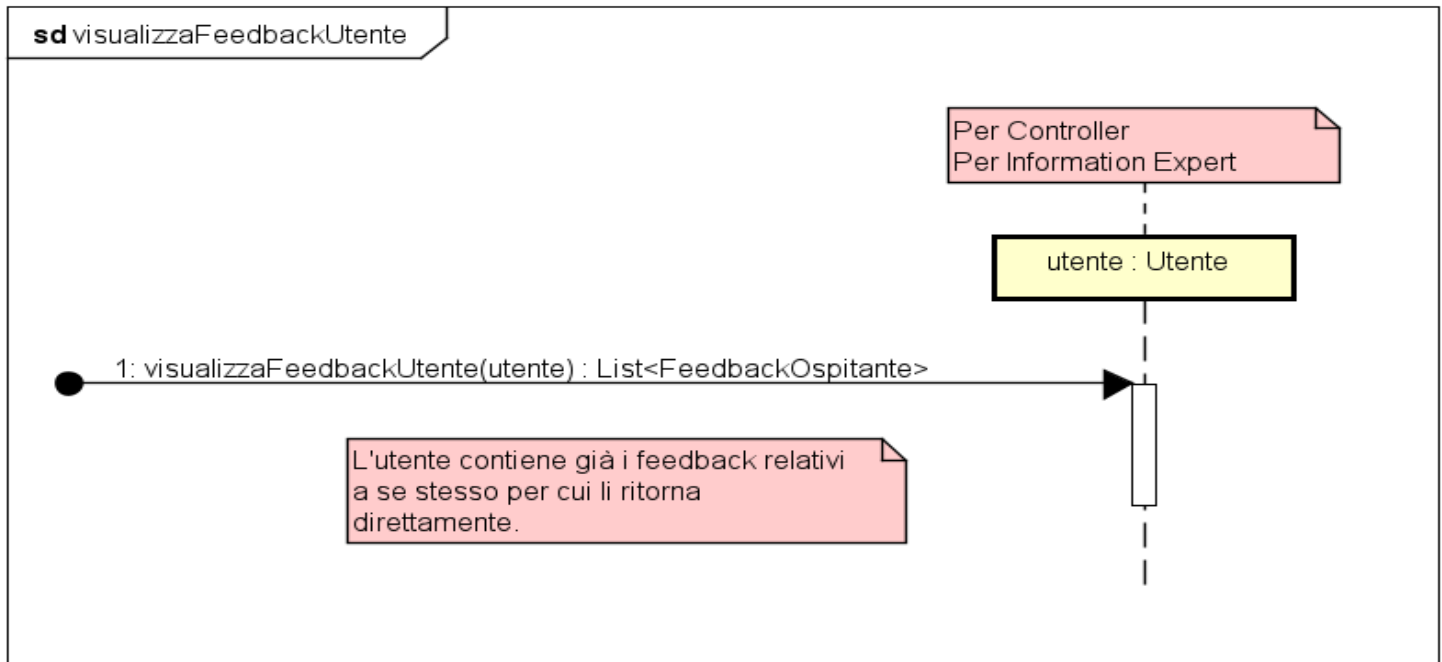 sd visualizzaFeedbackUtente
Per Controller
Per Information Expert
utente : Utente
1: visualizzaFeedbackUtente(utente) : List<FeedbackOspitante>
L'utente contiene già i feedback relativi
a se stesso per cui li ritorna
direttamente.